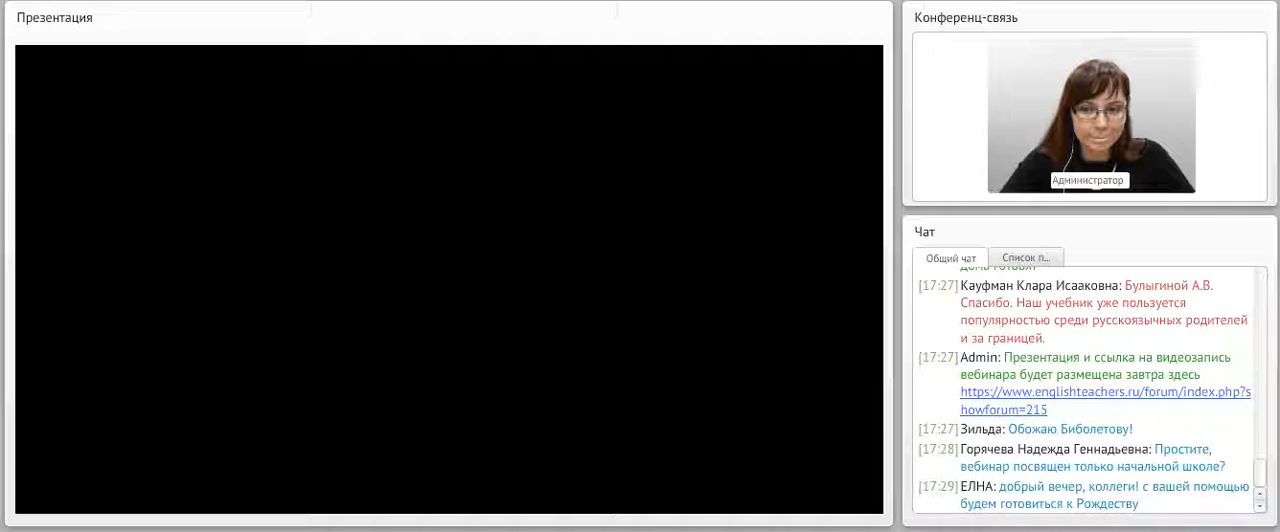 Презентация
Конференц-связь
Администратор
Чат
Общий чат
Список п...
дома готовят
[17:27] Кауфман Клара Исааковна: Булыгиной А.В.
Спасибо. Наш учебник уже пользуется
популярностью среди русскоязычных родителей
и за границей.
[17:27] Admin: Презентация и ссылка на видеозапись
вебинара будет размещена завтра здесь
https://www.englishteachers.ru/forum/index.php?s
howforum=215
[17:27] Зильда: Обожаю Биболетову!
[17:28] Горячева Надежда Геннадьевна: Простите,
вебинар посвящен только начальной школе?
[17:29] ЕЛНА: добрый вечер, коллеги! с вашей помощью
будем готовиться к Рождеству